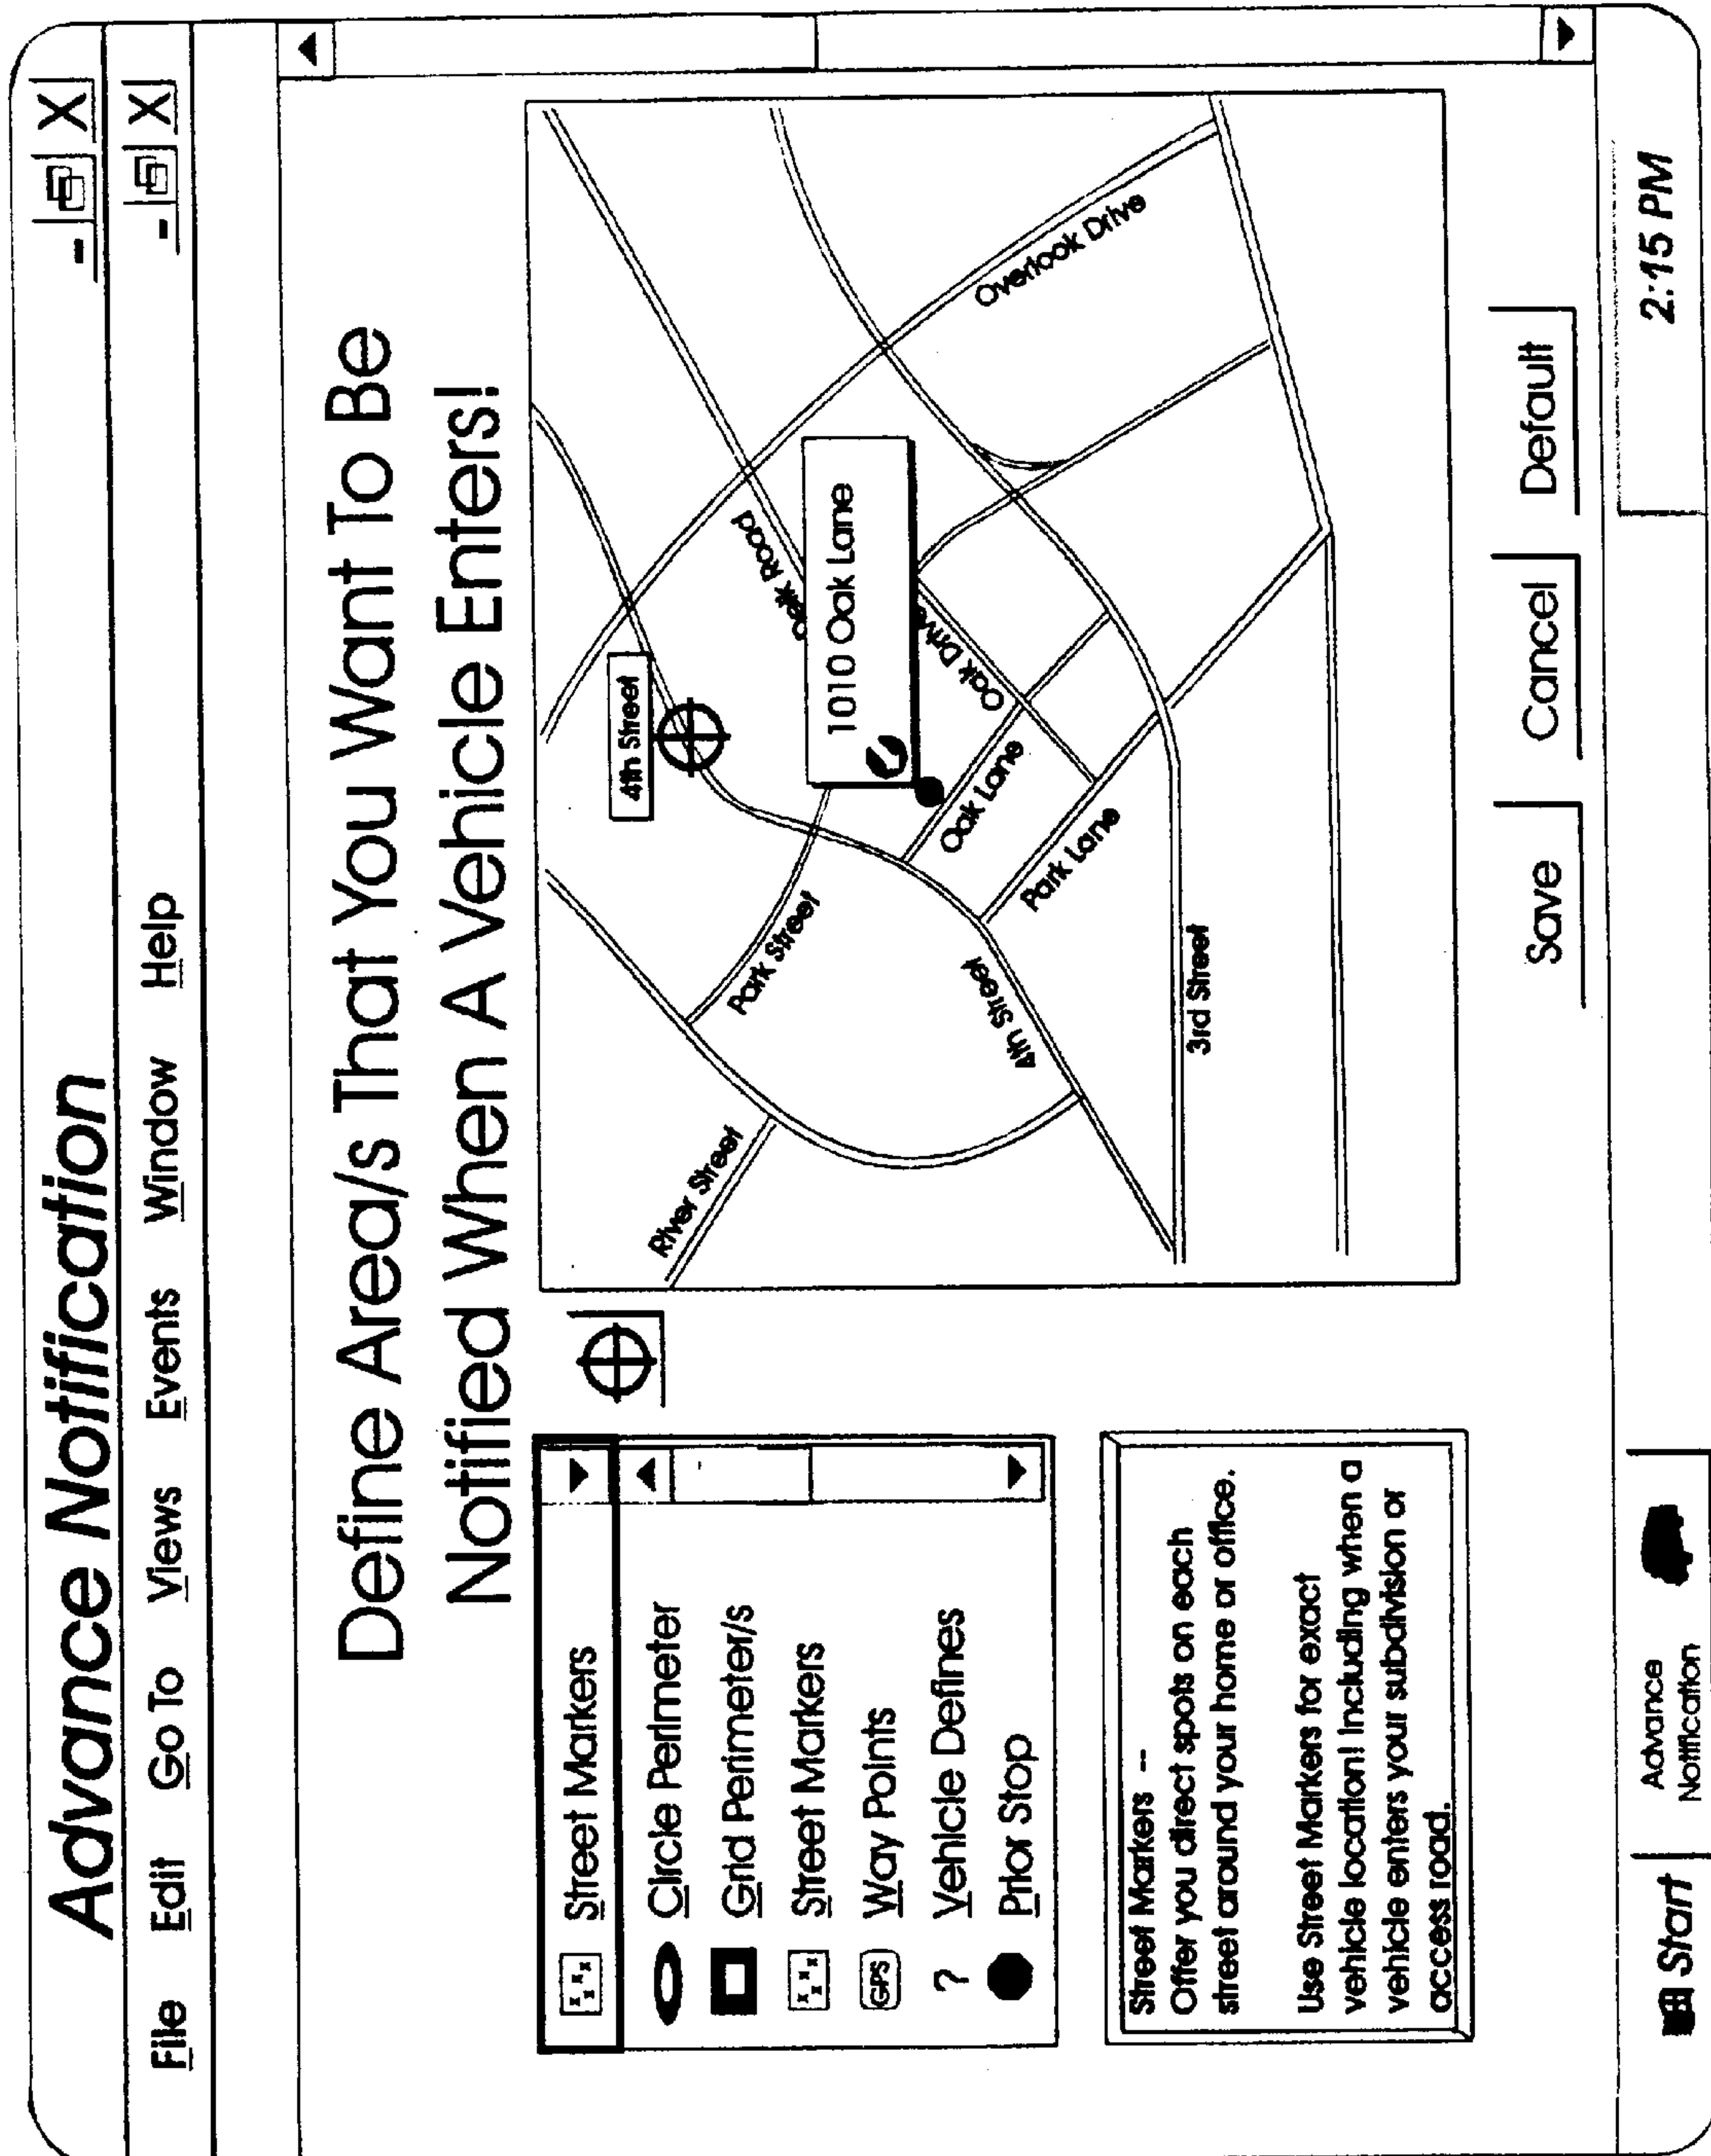 Advance Notification
File Edit Go To Views Events Window Help
Define Area/s That You Want To Be
Notified When A Vehicle Enters!
Street Markers
Circle Perimeter
Grid Perimeter/s
Street Markers
GPS Way Points
? Vehicle Defines
Prior Stop
Street Markers --
Offer you direct spots on each
street around your home or office.
Use Street Markers for exact
vehicle location! Including when a
vehicle enters your subdivision or
access road.
River Street
Park Street
4th Street
4th Street
3rd Street
Park Lane
Oak Lane
1010 Oak Lane
Oak Drive
Road
Overlook Drive
Save Cancel Default
Start
Advance
Notification
2:15 PM